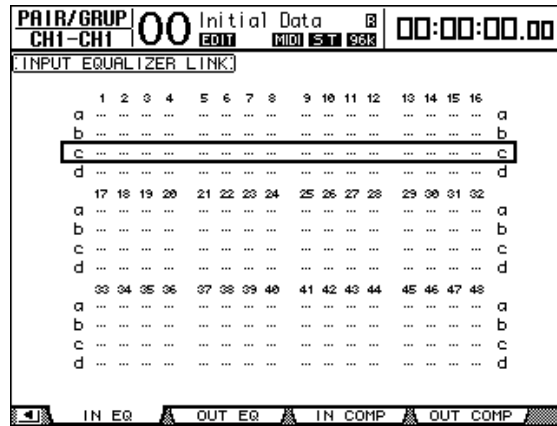 PAIR/GRUP 00 Initial Data R 00:00:00.00
CH1-CH1 EDIT MIDI S.T 96K
INPUT EQUALIZER LINK
1 2 3 4 5 6 7 8 9 10 11 12 13 14 15 16
a a
b b
c c
d d
17 18 19 20 21 22 23 24 25 26 27 28 29 30 31 32
a a
b b
c c
d d
33 34 35 36 37 38 39 40 41 42 43 44 45 46 47 48
a a
b b
c c
d d
IN EQ OUT EQ IN COMP OUT COMP